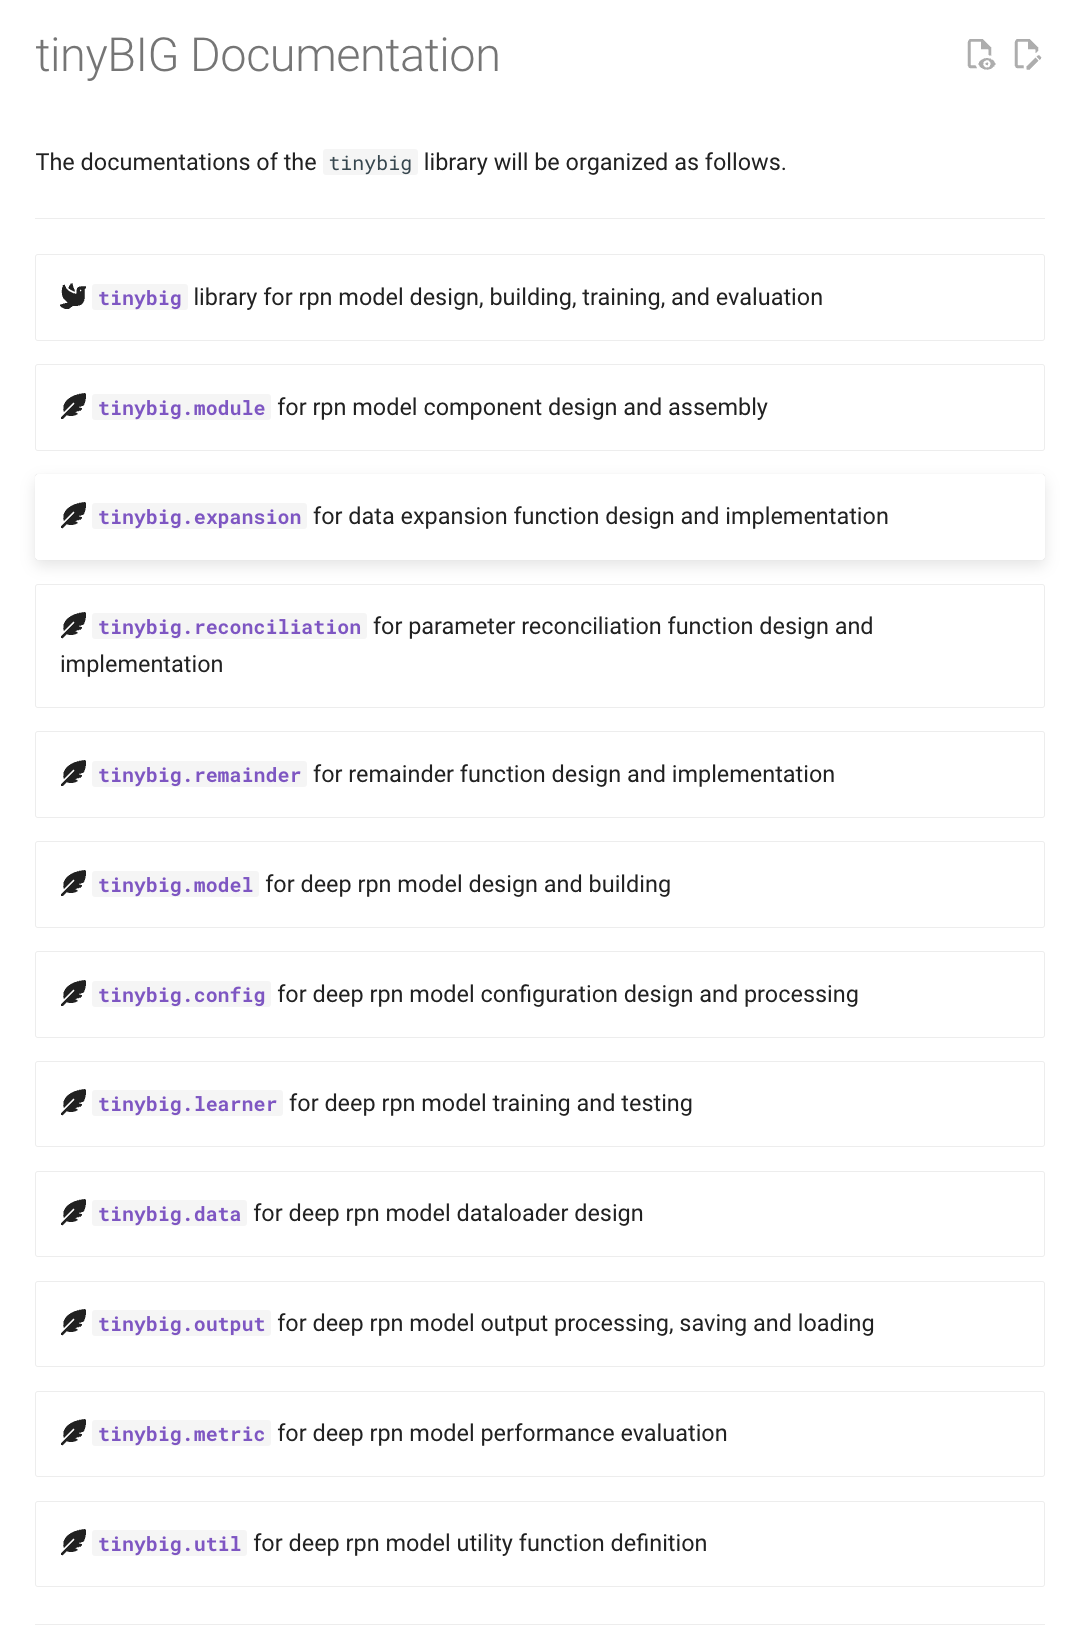 tinyBIG Documentation
The documentations of the tinybig library will be organized as follows.
tinybig library for rpn model design, building, training, and evaluation
tinybig.module for rpn model component design and assembly
tinybig.expansion for data expansion function design and implementation
tinybig.reconciliation for parameter reconciliation function design and
implementation
tinybig.remainder for remainder function design and implementation
tinybig.model for deep rpn model design and building
tinybig.config for deep rpn model configuration design and processing
tinybig.learner for deep rpn model training and testing
tinybig.data for deep rpn model dataloader design
tinybig.output for deep rpn model output processing, saving and loading
tinybig.metric for deep rpn model performance evaluation
tinybig.util for deep rpn model utility function definition